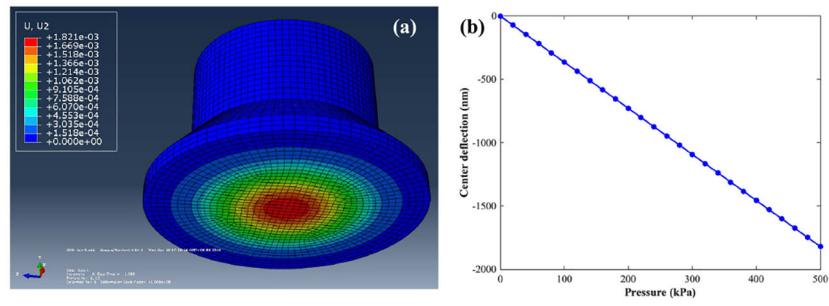 (a)
U, U2
+1.821e-03
+1.669e-03
+1.518e-03
+1.366e-03
+1.214e-03
+1.062e-03
+9.105e-04
+7.588e-04
+6.070e-04
+4.553e-04
+3.035e-04
+1.518e-04
+0.000e+00
(b)
0
-500
-1000
-1500
-2000
Center deflection (nm)
0
100
200
300
400
500
Pressure (kPa)